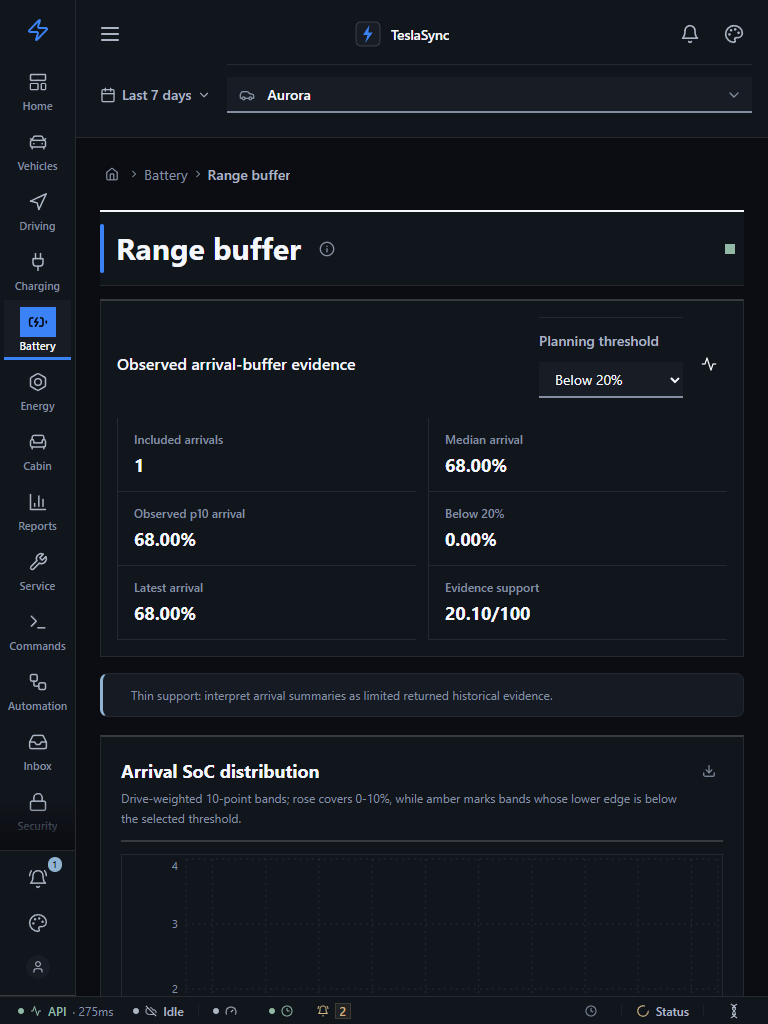 TeslaSync
Last 7 days
Aurora
Home
Vehicles
Driving
Charging
Battery
Energy
Cabin
Reports
Service
Commands
Automation
Inbox
Security
1
Battery
Range buffer
Range buffer
Observed arrival-buffer evidence
Planning threshold
Below 20%
Included arrivals
1
Median arrival
68.00%
Observed p10 arrival
68.00%
Below 20%
0.00%
Latest arrival
68.00%
Evidence support
20.10/100
Thin support: interpret arrival summaries as limited returned historical evidence.
Arrival SoC distribution
Drive-weighted 10-point bands; rose covers 0-10%, while amber marks bands whose lower edge is below
the selected threshold.
4
3
2
API · 275ms
Idle
2
Status